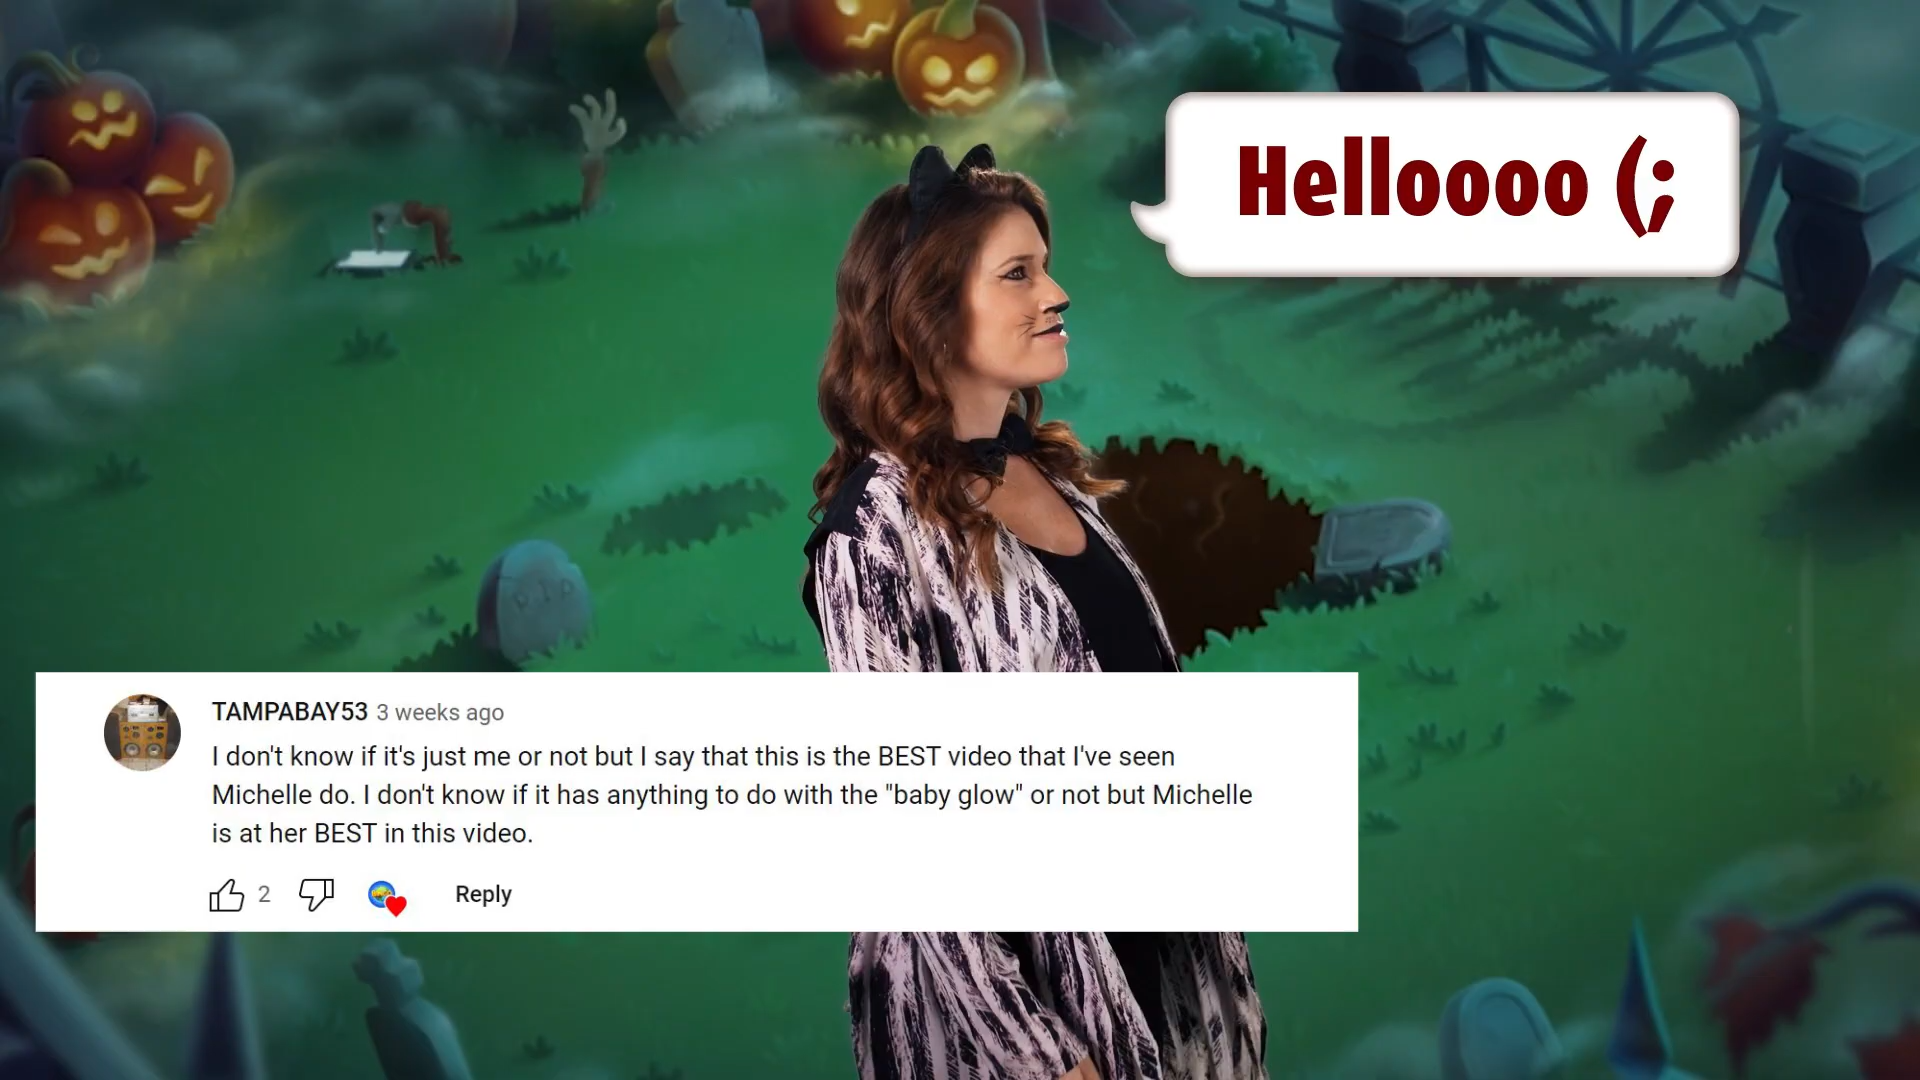 Helloooo (;
RIP
TAMPABAY53 3 weeks ago
I don't know if it's just me or not but I say that this is the BEST video that I've seen
Michelle do. I don't know if it has anything to do with the "baby glow" or not but Michelle
is at her BEST in this video.
2 Reply